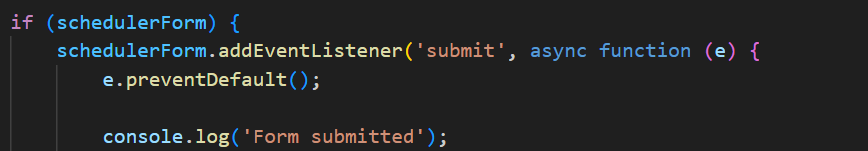 if (schedulerForm) {
    schedulerForm.addEventListener('submit', async function (e) {
        e.preventDefault();

        console.log('Form submitted');